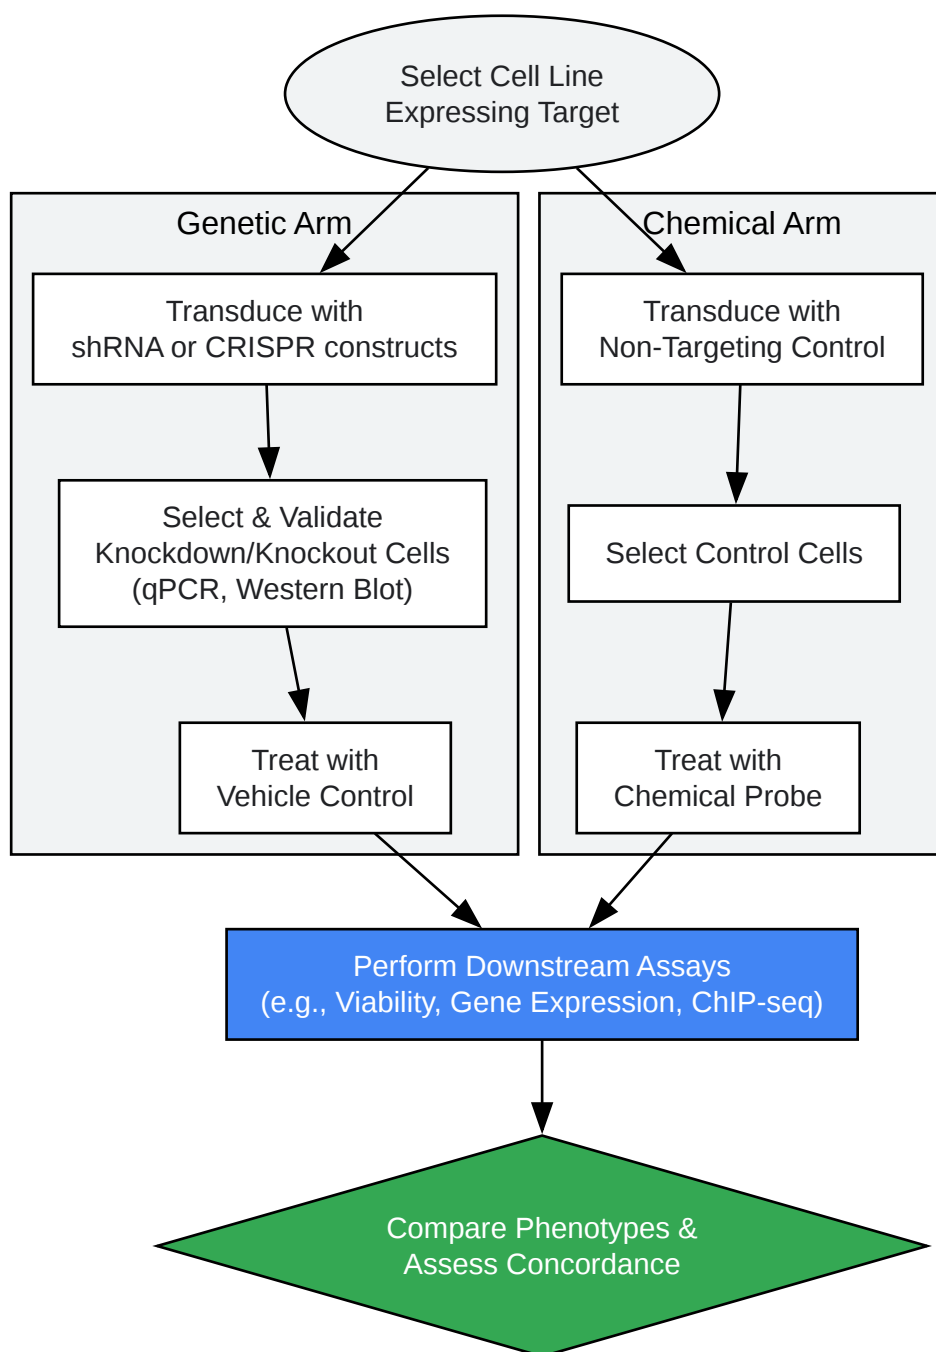 Select Cell Line
Expressing Target
Genetic Arm
Transduce with
shRNA or CRISPR constructs
Select & Validate
Knockdown/Knockout Cells
(qPCR, Western Blot)
Treat with
Vehicle Control
Chemical Arm
Transduce with
Non-Targeting Control
Select Control Cells
Treat with
Chemical Probe
Perform Downstream Assays
(e.g., Viability, Gene Expression, ChIP-seq)
Compare Phenotypes &
Assess Concordance